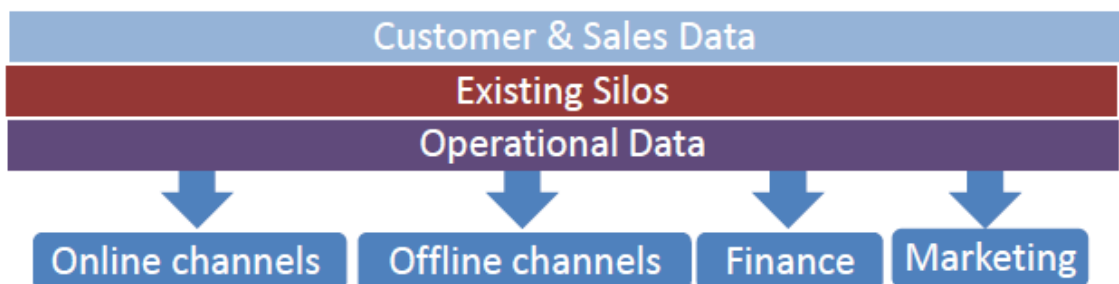 Customer & Sales Data
Existing Silos
Operational Data
Online channels
Offline channels
Finance
Marketing